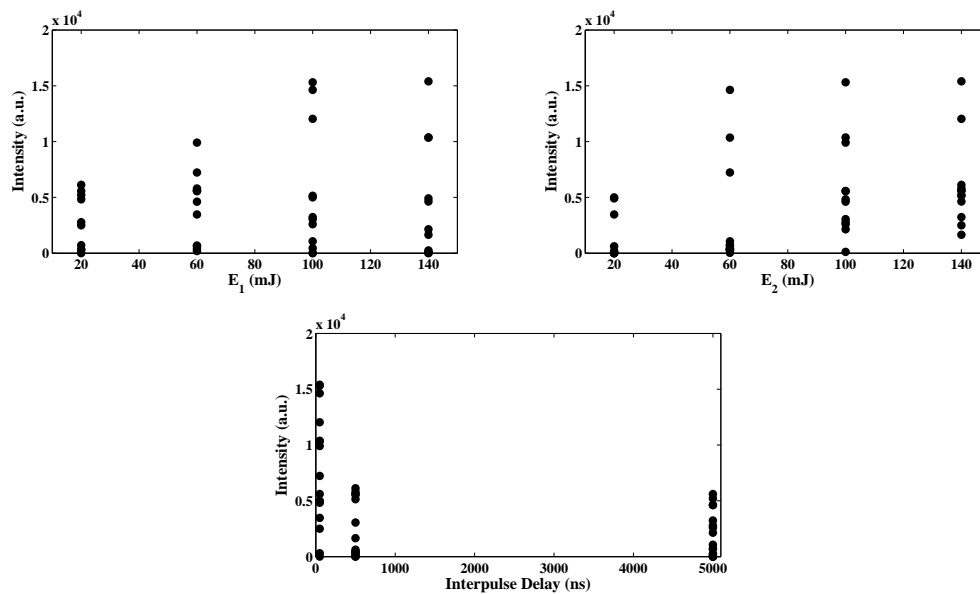 2 x 10^4
2 x 10^4
1.5
1.5
1
1
0.5
0.5
0
0
20 40 60 80 100 120 140
20 40 60 80 100 120 140
Intensity (a.u.)
Intensity (a.u.)
E_1 (mJ)
E_2 (mJ)
2 x 10^4
1.5
1
0.5
0
0 1000 2000 3000 4000 5000
Intensity (a.u.)
Interpulse Delay (ns)